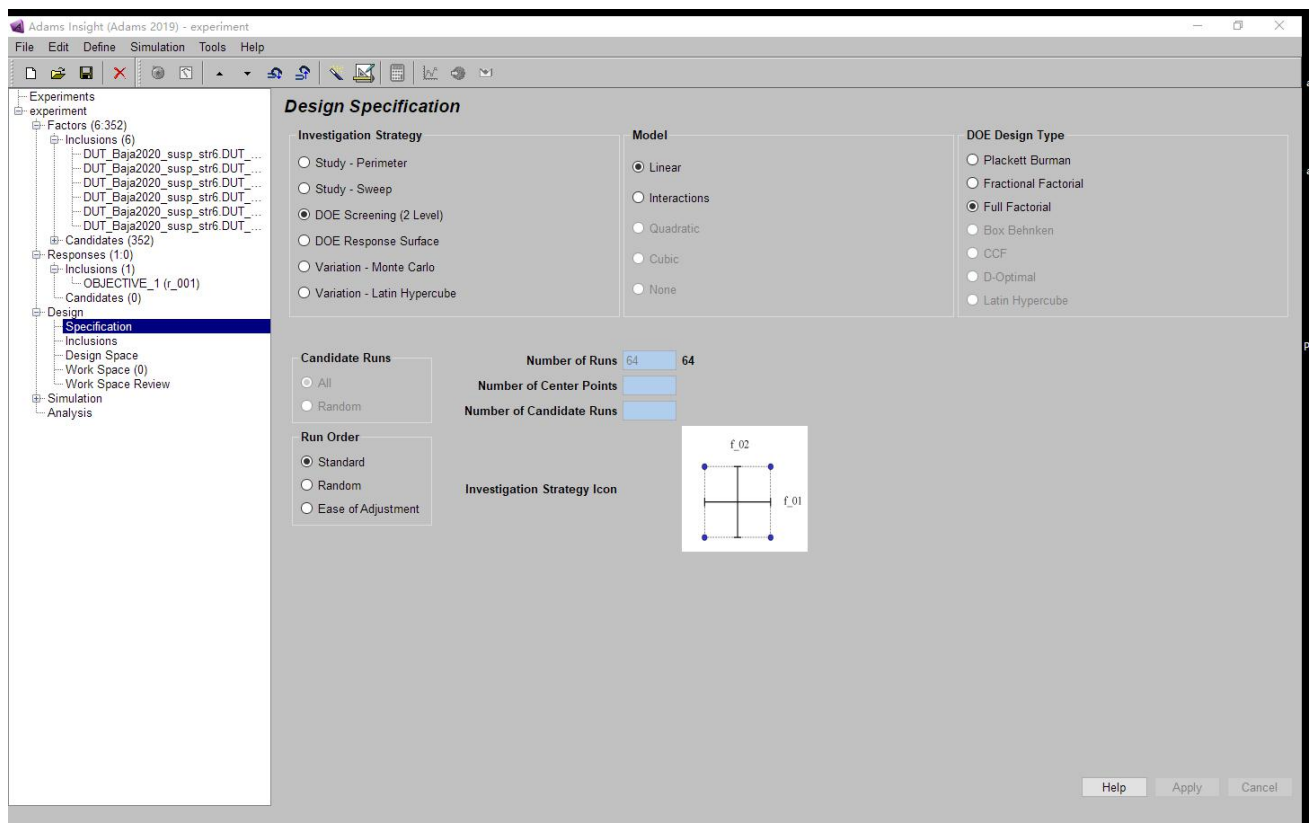 Adams Insight (Adams 2019) - experiment
File Edit Define Simulation Tools Help
Experiments
experiment
Factors (6:352)
Inclusions (6)
DUT_Baja2020_susp_str6.DUT_...
DUT_Baja2020_susp_str6.DUT_...
DUT_Baja2020_susp_str6.DUT_...
DUT_Baja2020_susp_str6.DUT_...
DUT_Baja2020_susp_str6.DUT_...
DUT_Baja2020_susp_str6.DUT_...
Candidates (352)
Responses (1:0)
Inclusions (1)
OBJECTIVE_1 (r_001)
Candidates (0)
Design
Specification
Inclusions
Design Space
Work Space (0)
Work Space Review
Simulation
Analysis
Design Specification
Investigation Strategy
Study - Perimeter
Study - Sweep
DOE Screening (2 Level)
DOE Response Surface
Variation - Monte Carlo
Variation - Latin Hypercube
Model
Linear
Interactions
Quadratic
Cubic
None
DOE Design Type
Plackett Burman
Fractional Factorial
Full Factorial
Box Behnken
CCF
D-Optimal
Latin Hypercube
Candidate Runs
All
Random
Number of Runs 64 64
Number of Center Points
Number of Candidate Runs
Run Order
Standard
Random
Ease of Adjustment
Investigation Strategy Icon
f_02
f_01
Help Apply Cancel